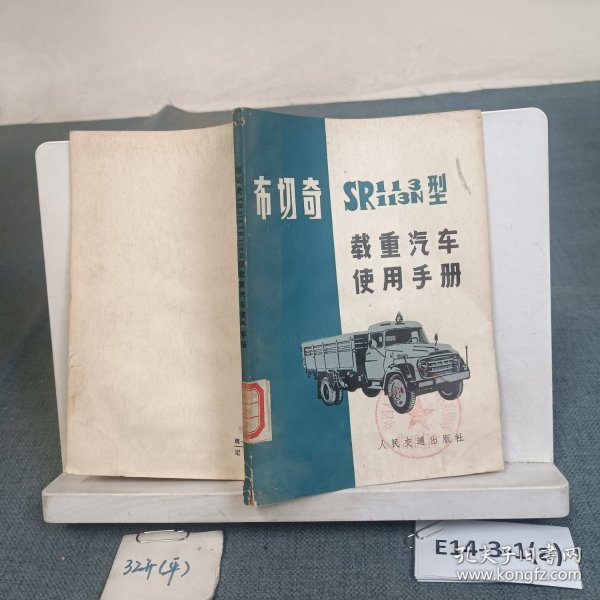 布切奇 SR113 113N型
载重汽车
使用手册
人民交通出版社
32开(平)
E14-3-1(a)
孔夫子旧书网
www.kongfz.com